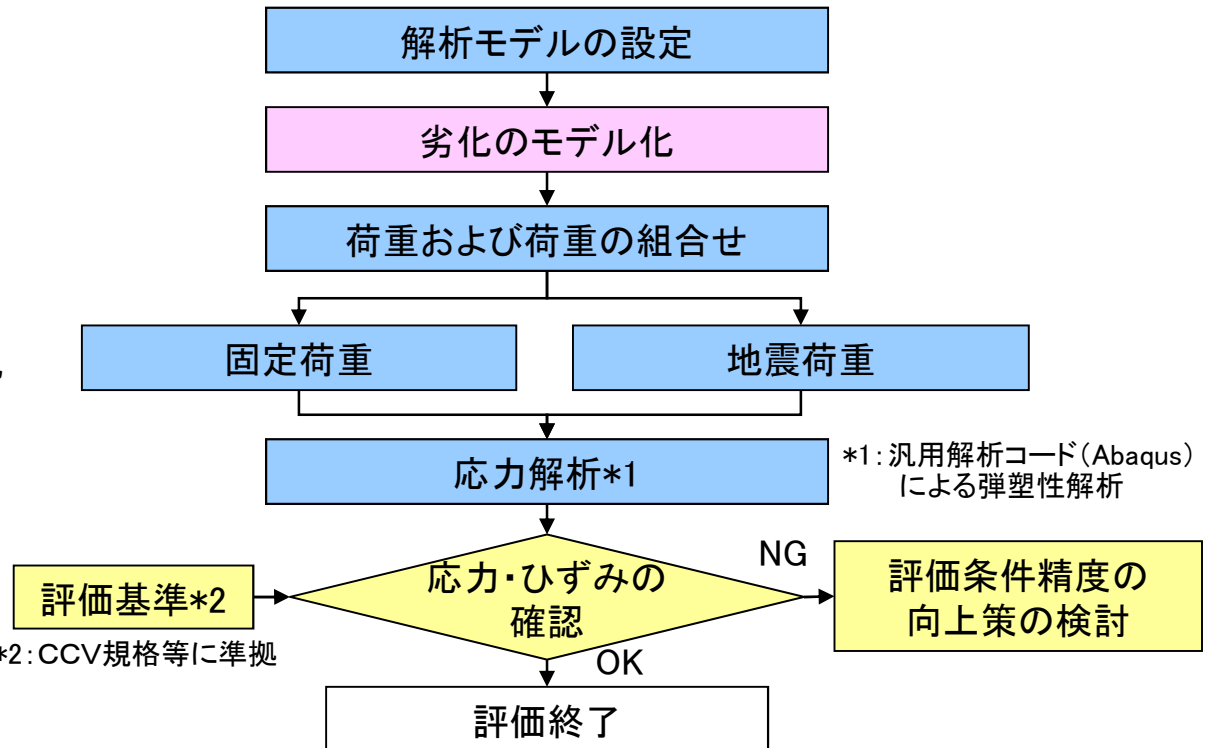 解析モデルの設定
劣化のモデル化
荷重および荷重の組合せ
固定荷重
地震荷重
応力解析*1
*1：汎用解析コード（Abaqus）
による弾塑性解析
評価基準*2
応力・ひずみの
確認
NG
評価条件精度の
向上策の検討
*2：ＣＣＶ規格等に準拠
OK
評価終了